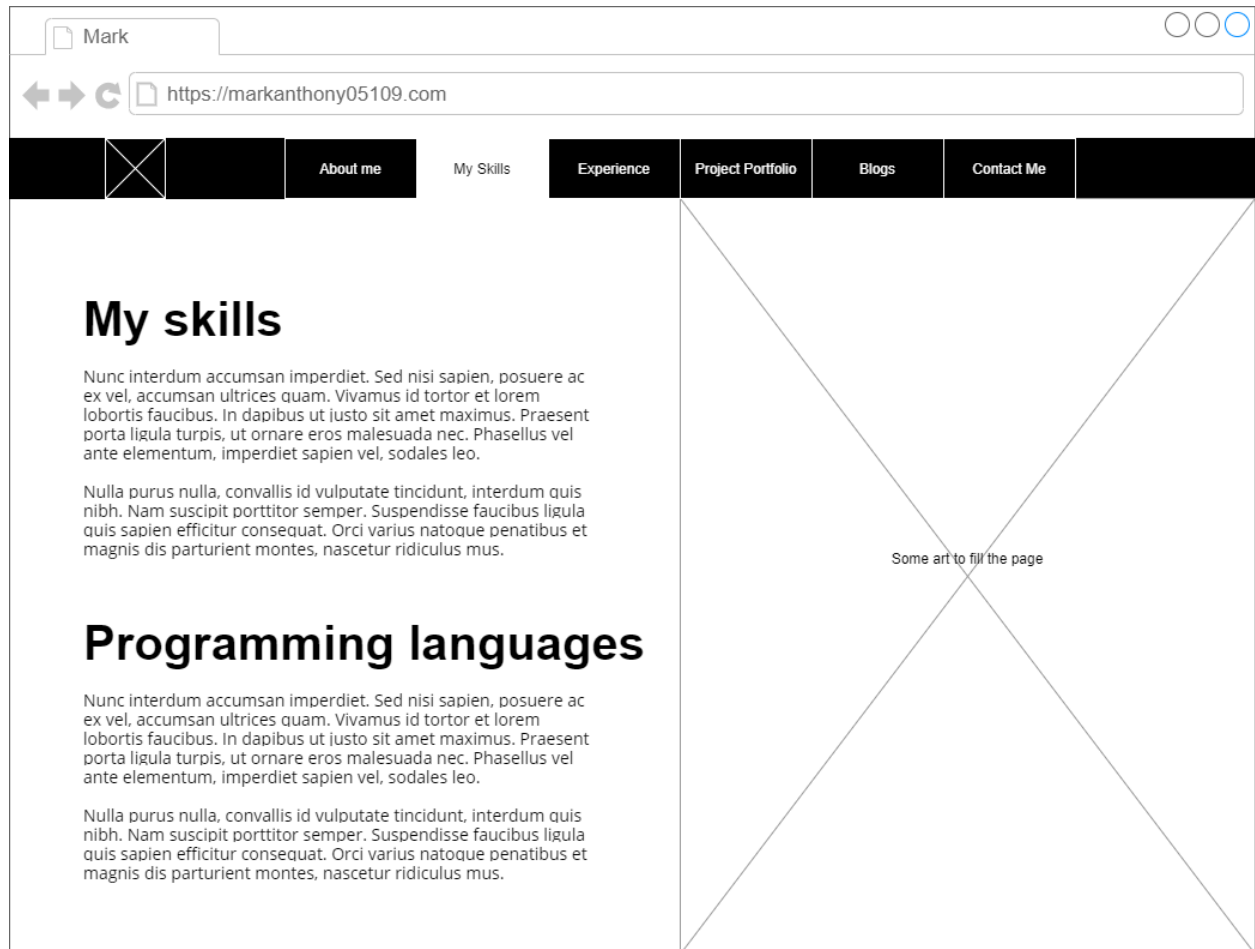 Mark
https://markanthony05109.com
About me My Skills Experience Project Portfolio Blogs Contact Me
My skills
Nunc interdum accumsan imperdiet. Sed nisi sapien, posuere ac
ex vel, accumsan ultrices quam. Vivamus id tortor et lorem
lobortis faucibus. In dapibus ut justo sit amet maximus. Praesent
porta ligula turpis, ut ornare eros malesuada nec. Phasellus vel
ante elementum, imperdiet sapien vel, sodales leo.
Nulla purus nulla, convallis id vulputate tincidunt, interdum quis
nibh. Nam suscipit porttitor semper. Suspendisse faucibus ligula
quis sapien efficitur consequat. Orci varius natoque penatibus et
magnis dis parturient montes, nascetur ridiculus mus.
Programming languages
Nunc interdum accumsan imperdiet. Sed nisi sapien, posuere ac
ex vel, accumsan ultrices quam. Vivamus id tortor et lorem
lobortis faucibus. In dapibus ut justo sit amet maximus. Praesent
porta ligula turpis, ut ornare eros malesuada nec. Phasellus vel
ante elementum, imperdiet sapien vel, sodales leo.
Nulla purus nulla, convallis id vulputate tincidunt, interdum quis
nibh. Nam suscipit porttitor semper. Suspendisse faucibus ligula
quis sapien efficitur consequat. Orci varius natoque penatibus et
magnis dis parturient montes, nascetur ridiculus mus.
Some art to fill the page